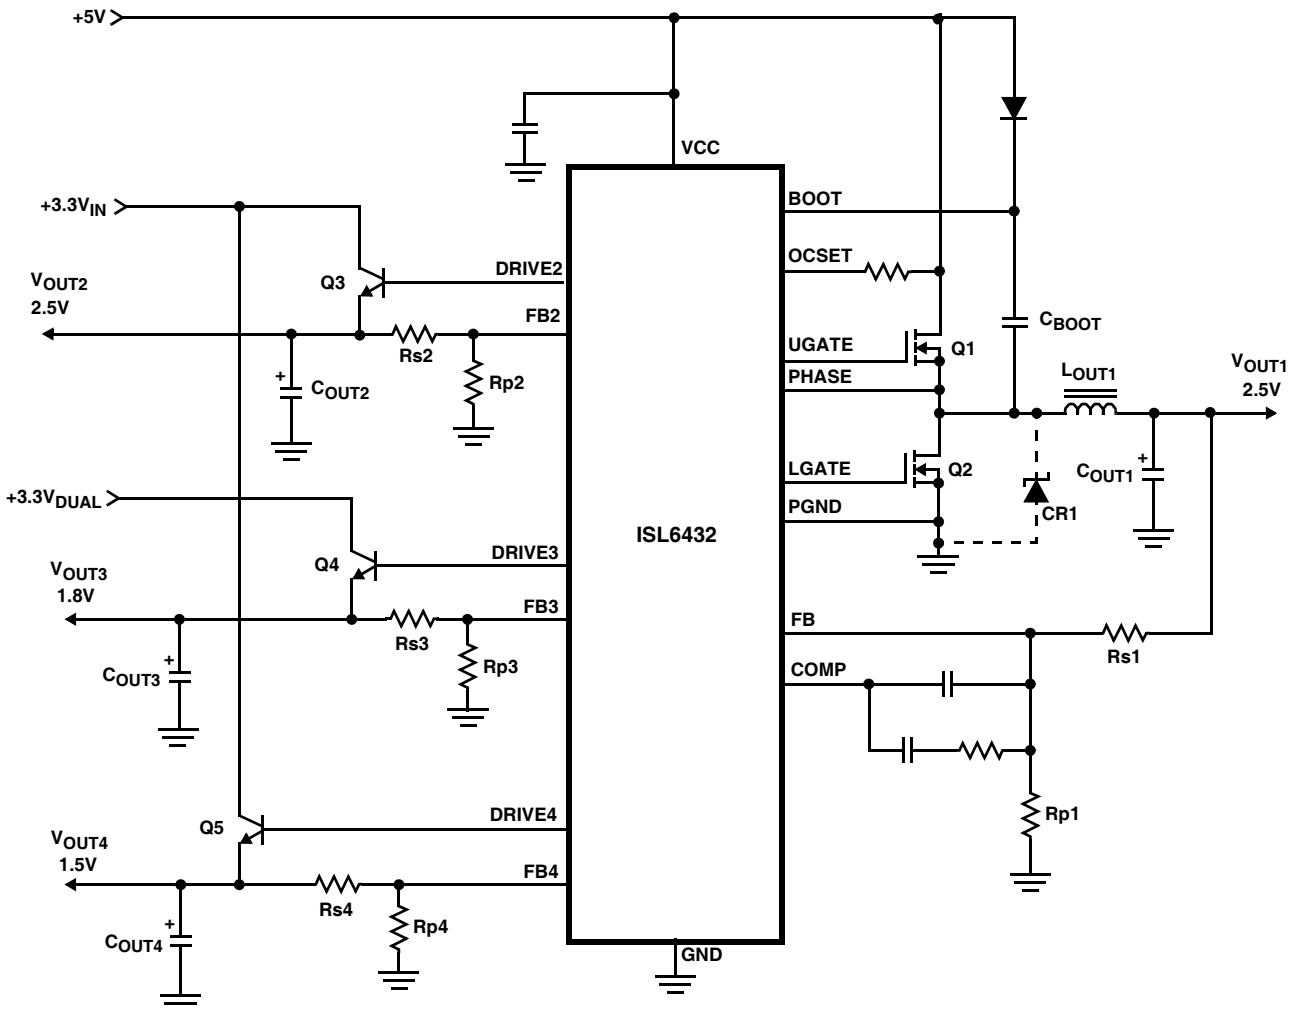 +5V
VCC
+3.3VIN
BOOT
OCSET
DRIVE2
Q3
VOUT2
2.5V
FB2
CBOOT
UGATE
Q1
PHASE
Rs2
COUT2
+
Rp2
LOUT1
VOUT1
2.5V
LGATE
Q2
COUT1
+
PGND
CR1
+3.3VDUAL
ISL6432
DRIVE3
Q4
VOUT3
1.8V
FB3
FB
Rs3
Rs1
COUT3
+
Rp3
COMP
DRIVE4
Q5
Rp1
VOUT4
1.5V
FB4
Rs4
Rp4
COUT4
+
GND